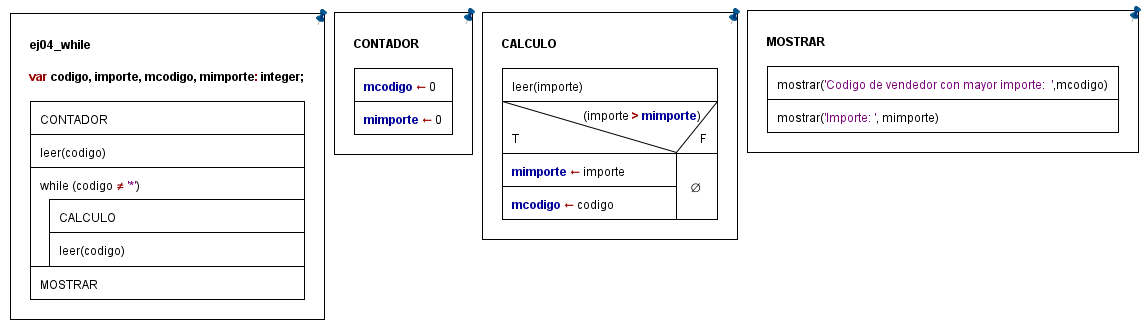 ej04_while
var codigo, importe, mcodigo, mimporte: integer;
CONTADOR
leer(codigo)
while (codigo ≠ '*')
CALCULO
leer(codigo)
MOSTRAR
CONTADOR
mcodigo ← 0
mimporte ← 0
CALCULO
leer(importe)
(importe > mimporte)
T F
mimporte ← importe
∅
mcodigo ← codigo
MOSTRAR
mostrar('Codigo de vendedor con mayor importe: ',mcodigo)
mostrar('Importe: ', mimporte)